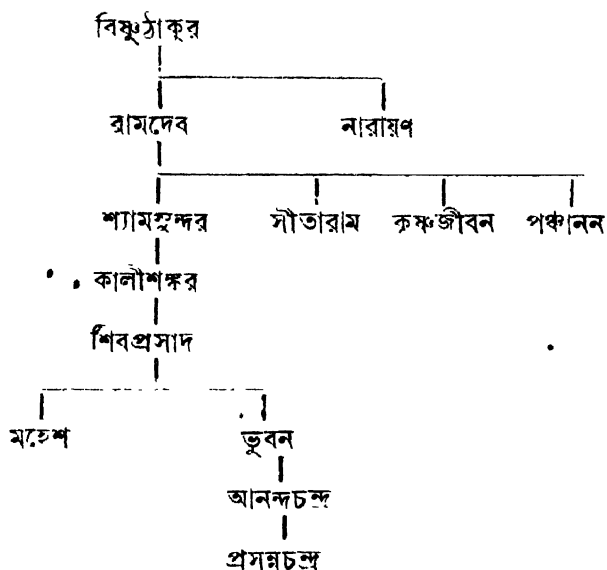 বিষ্ণুঠাকুর
রামদেব নারায়ণ
শ্যামসুন্দর সীতারাম কৃষ্ণজীবন পঞ্চানন
কালীশঙ্কর
শিবপ্রসাদ
মহেশ ভুবন
আনন্দচন্দ্র
প্রসন্নচন্দ্র